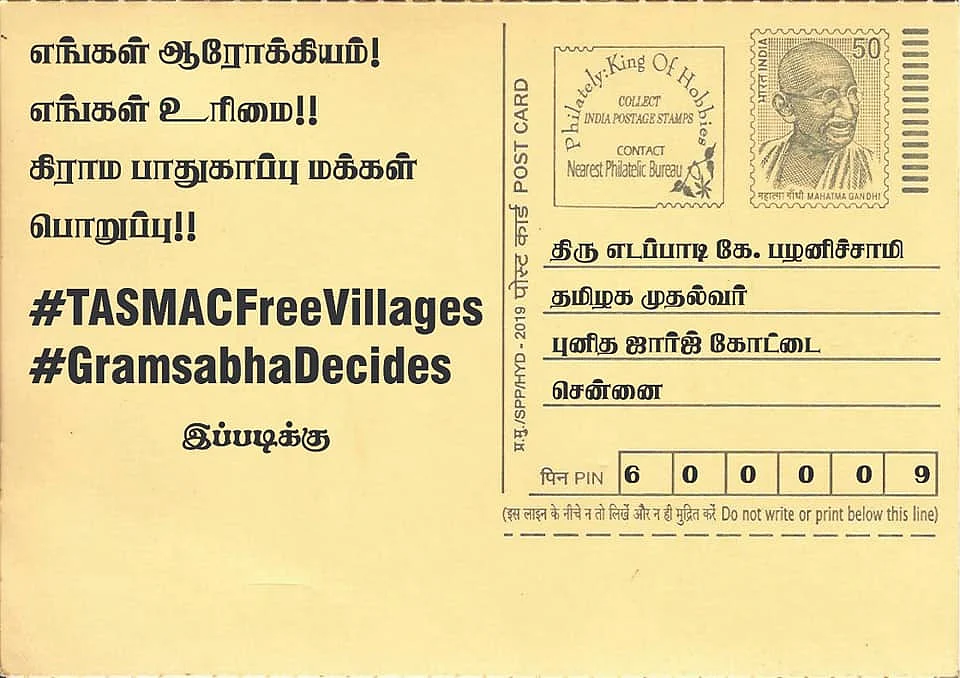 எங்கள் ஆரோக்கியம்!
எங்கள் உரிமை!!
கிராம பாதுகாப்பு மக்கள்
பொறுப்பு!!
#TASMACFreeVillages
#GramsabhaDecides
இப்படிக்கு
प्र.मु./SPP/HYD - 2019 पोस्ट कार्ड POST CARD
Philately: King Of Hobbies
COLLECT
INDIA POSTAGE STAMPS
CONTACT
Nearest Philatelic Bureau
भारत INDIA
50
महात्मा गाँधी MAHATMA GANDHI
திரு எடப்பாடி கே. பழனிச்சாமி
தமிழக முதல்வர்
புனித ஜார்ஜ் கோட்டை
சென்னை
पिन PIN 6 0 0 0 0 9
(इस लाइन के नीचे न तो लिखें और न ही मुद्रित करें Do not write or print below this line)